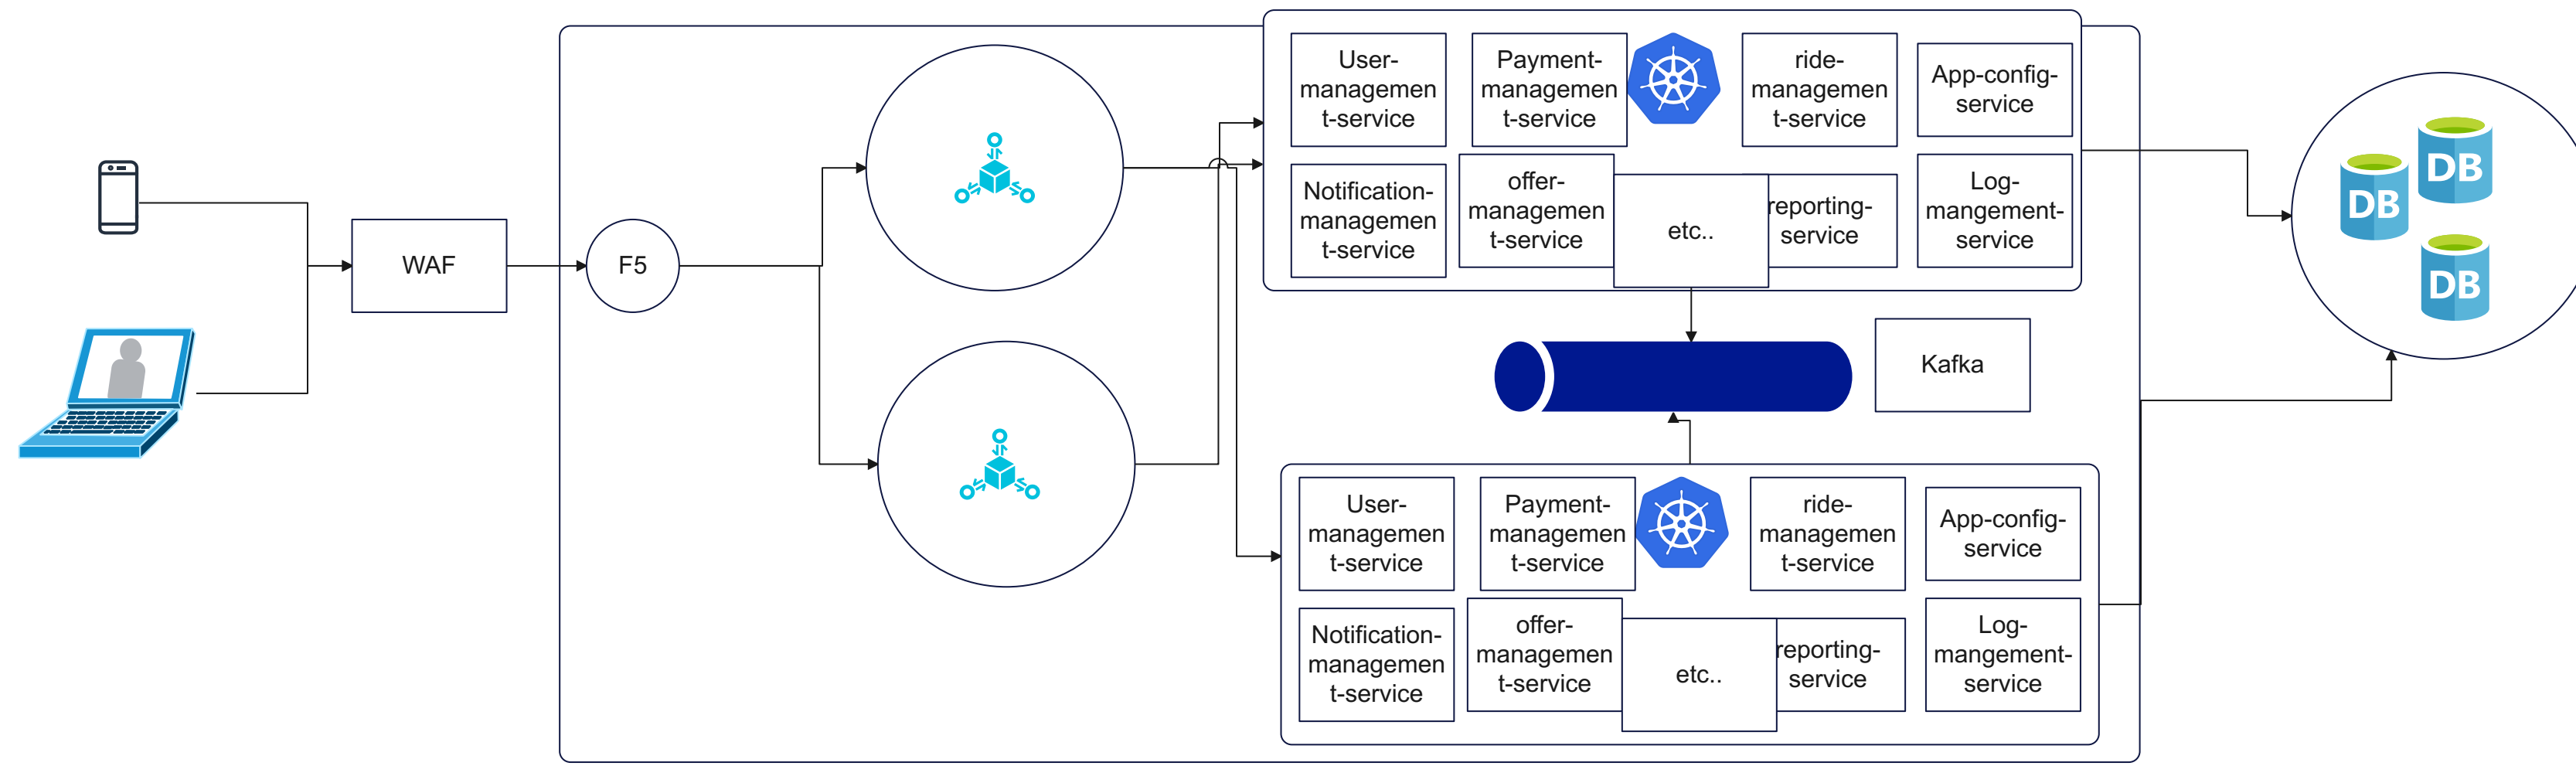 User-
managemen
t-service
Payment-
managemen
t-service
ride-
managemen
t-service
App-config-
service
Notification-
managemen
t-service
offer-
managemen
t-service
etc..
reporting-
service
Log-
mangement-
service
DB
DB
DB
WAF
F5
Kafka
User-
managemen
t-service
Payment-
managemen
t-service
ride-
managemen
t-service
App-config-
service
Notification-
managemen
t-service
offer-
managemen
t-service
etc..
reporting-
service
Log-
mangement-
service